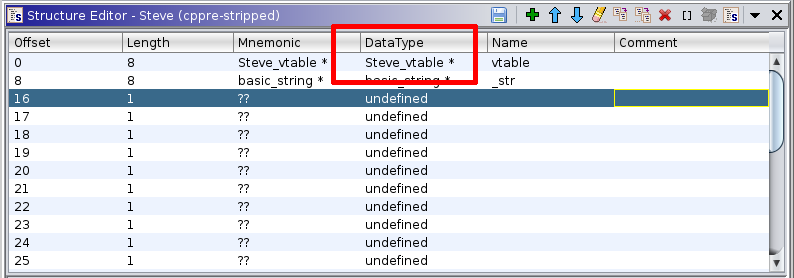 Structure Editor - Steve (cppre-stripped)
Offset Length Mnemonic DataType Name Comment
0 8 Steve_vtable * Steve_vtable * vtable
8 8 basic_string * basic_string * _str
16 1 ?? undefined
17 1 ?? undefined
18 1 ?? undefined
19 1 ?? undefined
20 1 ?? undefined
21 1 ?? undefined
22 1 ?? undefined
23 1 ?? undefined
24 1 ?? undefined
25 1 ?? undefined